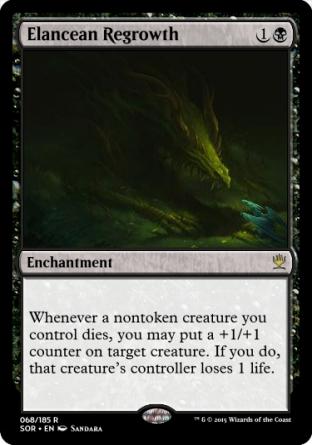 Elancean Regrowth 1
Enchantment
Whenever a nontoken creature you
control dies, you may put a +1/+1
counter on target creature. If you do,
that creature's controller loses 1 life.
068/185 R
SOR • EN SANDARA
™ & © 2015 Wizards of the Coast